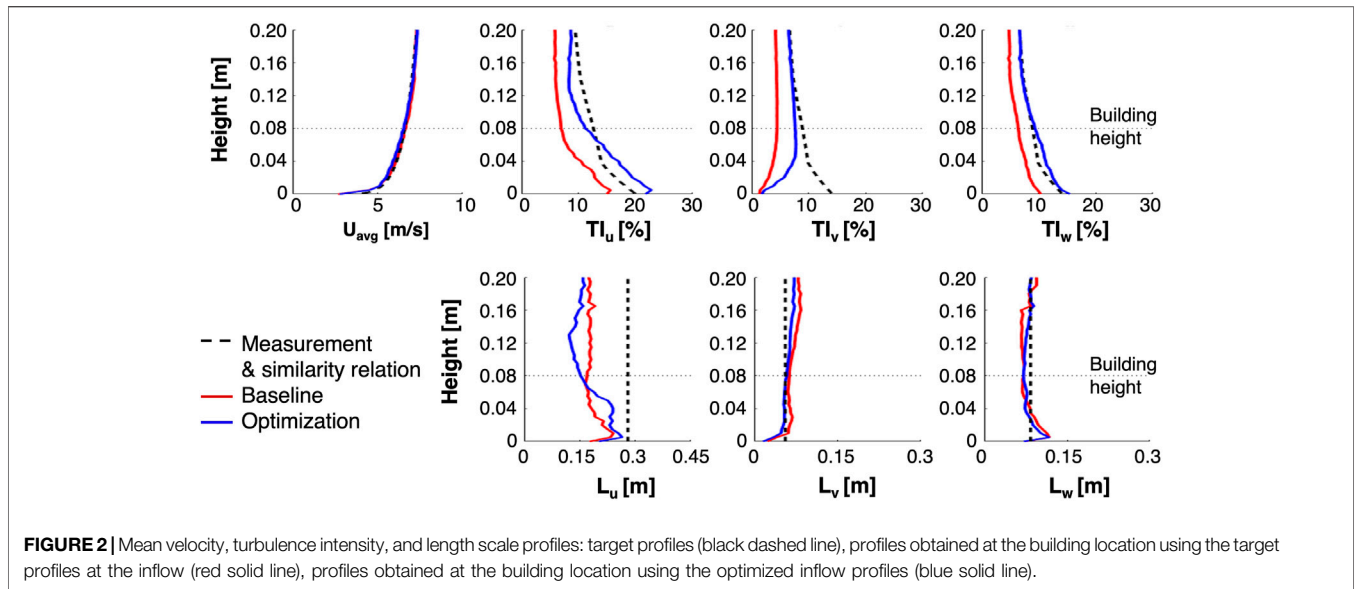 0.20 0.20 0.20 0.20
0.16 0.16 0.16 0.16
0.12 0.12 0.12 0.12
0.08 0.08 0.08 0.08
0.04 0.04 0.04 0.04
0 0 0 0
Height [m]
Building
height
0 5 10
U_avg [m/s]
0 10 20 30
TI_u [%]
0 10 20 30
TI_v [%]
0 10 20 30
TI_w [%]
0.20 0.20 0.20
0.16 0.16 0.16
0.12 0.12 0.12
0.08 0.08 0.08
0.04 0.04 0.04
0 0 0
Height [m]
Building
height
0 0.15 0.3 0.45
L_u [m]
0 0.15 0.3
L_v [m]
0 0.15 0.3
L_w [m]
Measurement
& similarity relation
Baseline
Optimization
FIGURE 2 | Mean velocity, turbulence intensity, and length scale profiles: target profiles (black dashed line), profiles obtained at the building location using the target
profiles at the inflow (red solid line), profiles obtained at the building location using the optimized inflow profiles (blue solid line).